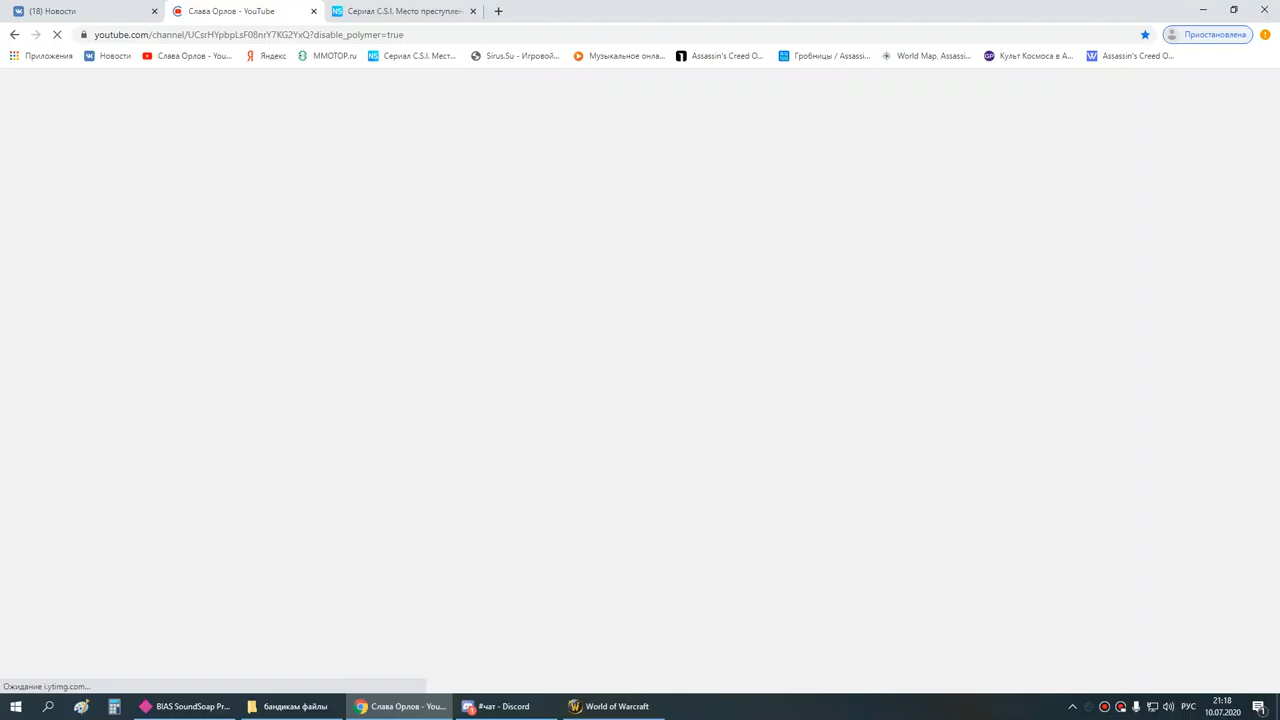 (18) Новости
Слава Орлов - YouTube
NS Сериал C.S.I. Место преступлен
youtube.com/channel/UCsrHYpbpLsF08nrY7KG2YxQ?disable_polymer=true
Приостановлена
Приложения
Новости
Слава Орлов - You...
Яндекс
MMOTOP.ru
NS Сериал C.S.I. Мест...
Sirus.Su - Игровой...
Музыкальное онла...
Assassin's Creed O...
Гробницы / Assassi...
World Map, Assassi...
GP Культ Космоса в A...
W Assassin's Creed O...
Ожидание i.ytimg.com...
BIAS SoundSoap Pr...
бандикам файлы
Слава Орлов - You...
#чат - Discord
World of Warcraft
РУС
21:18
10.07.2020